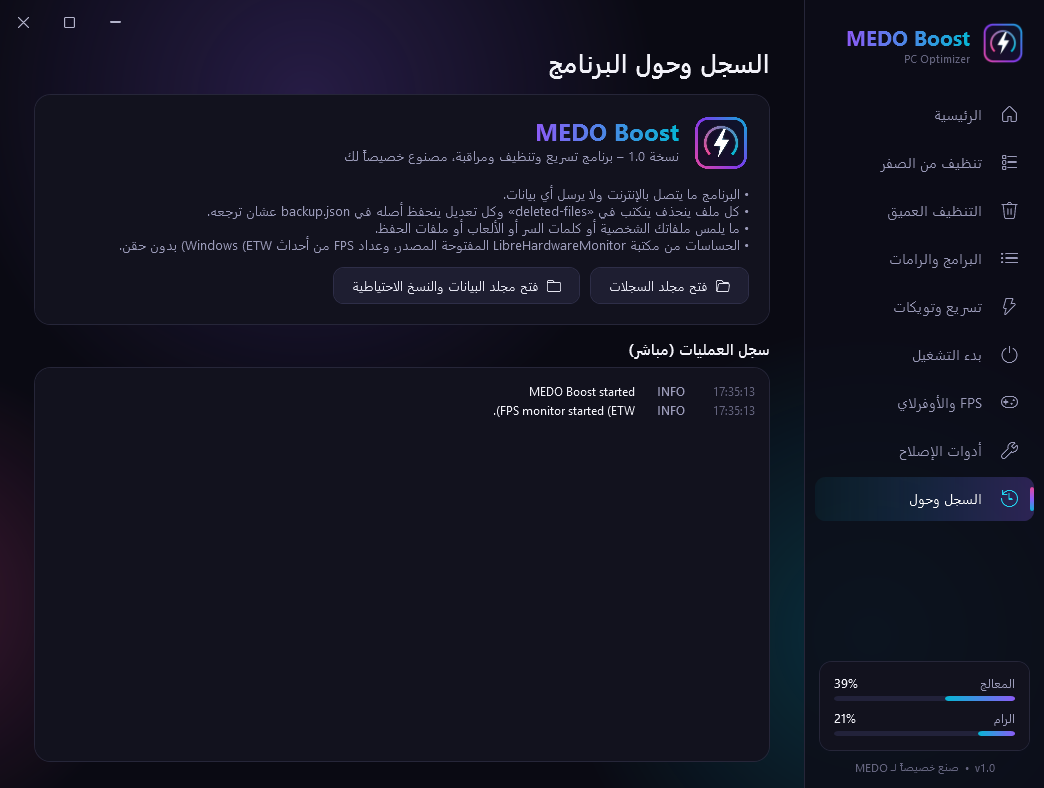 MEDO Boost
PC Optimizer
الرئيسية
تنظيف من الصفر
التنظيف العميق
البرامج والرامات
تسريع وتويكات
بدء التشغيل
FPS والأوفرلاي
أدوات الإصلاح
السجل وحول
المعالج 39%
الرام 21%
صنع خصيصاً لـ MEDO • v1.0
السجل وحول البرنامج
MEDO Boost
نسخة 1.0 – برنامج تسريع وتنظيف ومراقبة، مصنوع خصيصاً لك
• البرنامج ما يتصل بالإنترنت ولا يرسل أي بيانات.
• كل ملف ينحذف ينكتب في «deleted-files» وكل تعديل ينحفظ أصله في backup.json عشان ترجعه.
• ما يلمس ملفاتك الشخصية أو كلمات السر أو الألعاب أو ملفات الحفظ.
• الحساسات من مكتبة LibreHardwareMonitor المفتوحة المصدر، وعداد FPS من أحداث Windows (ETW) بدون حقن.
فتح مجلد السجلات
فتح مجلد البيانات والنسخ الاحتياطية
سجل العمليات (مباشر)
17:35:13 INFO MEDO Boost started
17:35:13 INFO FPS monitor started (ETW).